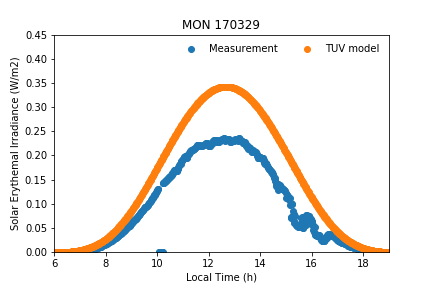 MON 170329
Measurement
TUV model
Solar Erythemal Irradiance (W/m2)
0.45
0.40
0.35
0.30
0.25
0.20
0.15
0.10
0.05
0.00
6 8 10 12 14 16 18
Local Time (h)